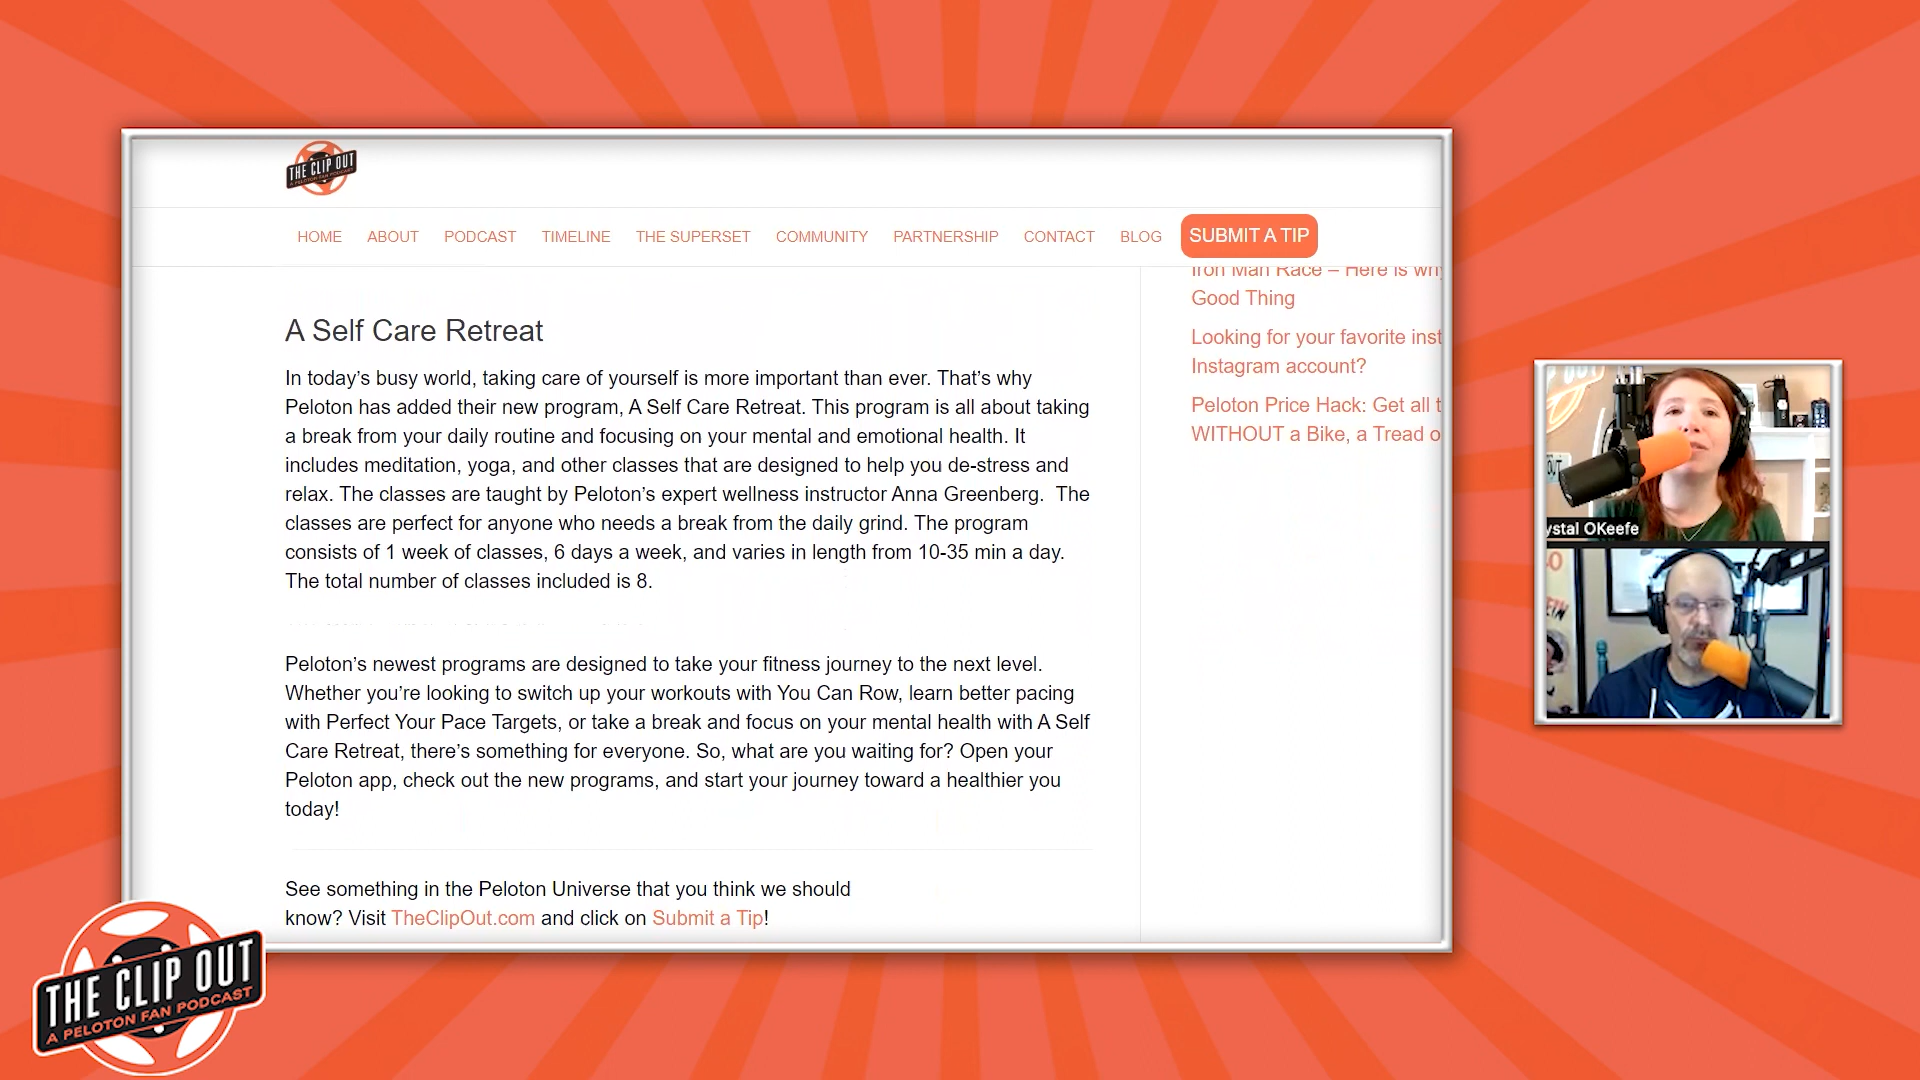 THE CLIP OUT
A PELOTON FAN PODCAST
HOME ABOUT PODCAST TIMELINE THE SUPERSET COMMUNITY PARTNERSHIP CONTACT BLOG SUBMIT A TIP
Iron Man Race – Here is why
Good Thing
Looking for your favorite inst
Instagram account?
Peloton Price Hack: Get all t
WITHOUT a Bike, a Tread o
A Self Care Retreat
In today’s busy world, taking care of yourself is more important than ever. That’s why
Peloton has added their new program, A Self Care Retreat. This program is all about taking
a break from your daily routine and focusing on your mental and emotional health. It
includes meditation, yoga, and other classes that are designed to help you de-stress and
relax. The classes are taught by Peloton’s expert wellness instructor Anna Greenberg.  The
classes are perfect for anyone who needs a break from the daily grind. The program
consists of 1 week of classes, 6 days a week, and varies in length from 10-35 min a day.
The total number of classes included is 8.
Peloton’s newest programs are designed to take your fitness journey to the next level.
Whether you’re looking to switch up your workouts with You Can Row, learn better pacing
with Perfect Your Pace Targets, or take a break and focus on your mental health with A Self
Care Retreat, there’s something for everyone. So, what are you waiting for? Open your
Peloton app, check out the new programs, and start your journey toward a healthier you
today!
See something in the Peloton Universe that you think we should
know? Visit TheClipOut.com and click on Submit a Tip!
ystal OKeefe
THE CLIP OUT
A PELOTON FAN PODCAST